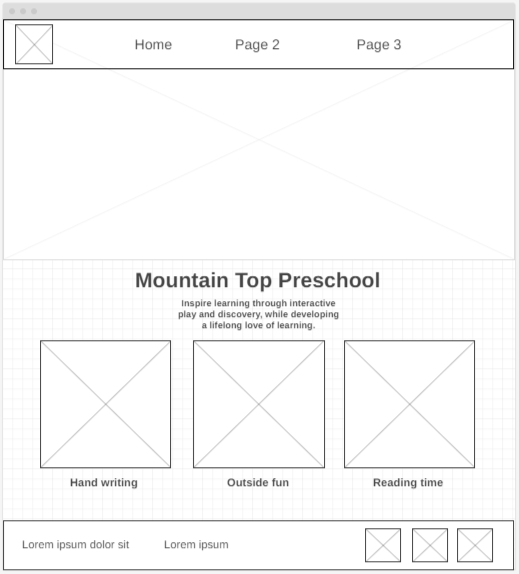 Home Page 2 Page 3
Mountain Top Preschool
Inspire learning through interactive
play and discovery, while developing
a lifelong love of learning.
Hand writing Outside fun Reading time
Lorem ipsum dolor sit Lorem ipsum